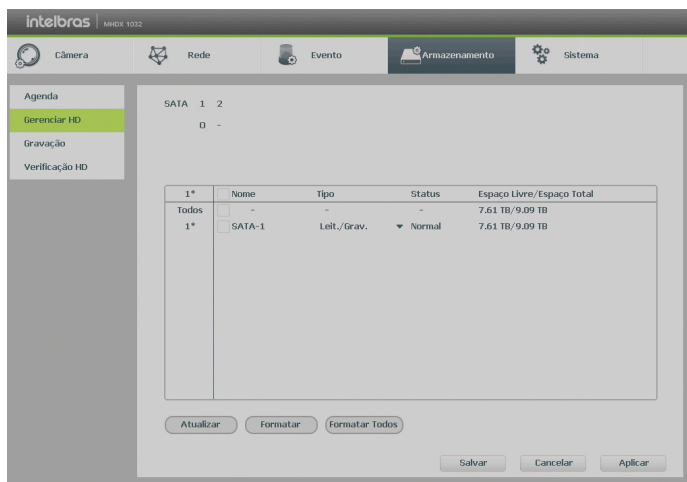 intelbras | MHDX 1032
Câmera Rede Evento Armazenamento Sistema
Agenda
Gerenciar HD
Gravação
Verificação HD
SATA 1 2
O -
1* Nome Tipo Status Espaço Livre/Espaço Total
Todos - - - 7.61 TB/9.09 TB
1* SATA-1 Leit./Grav. Normal 7.61 TB/9.09 TB
Atualizar Formatar Formatar Todos
Salvar Cancelar Aplicar